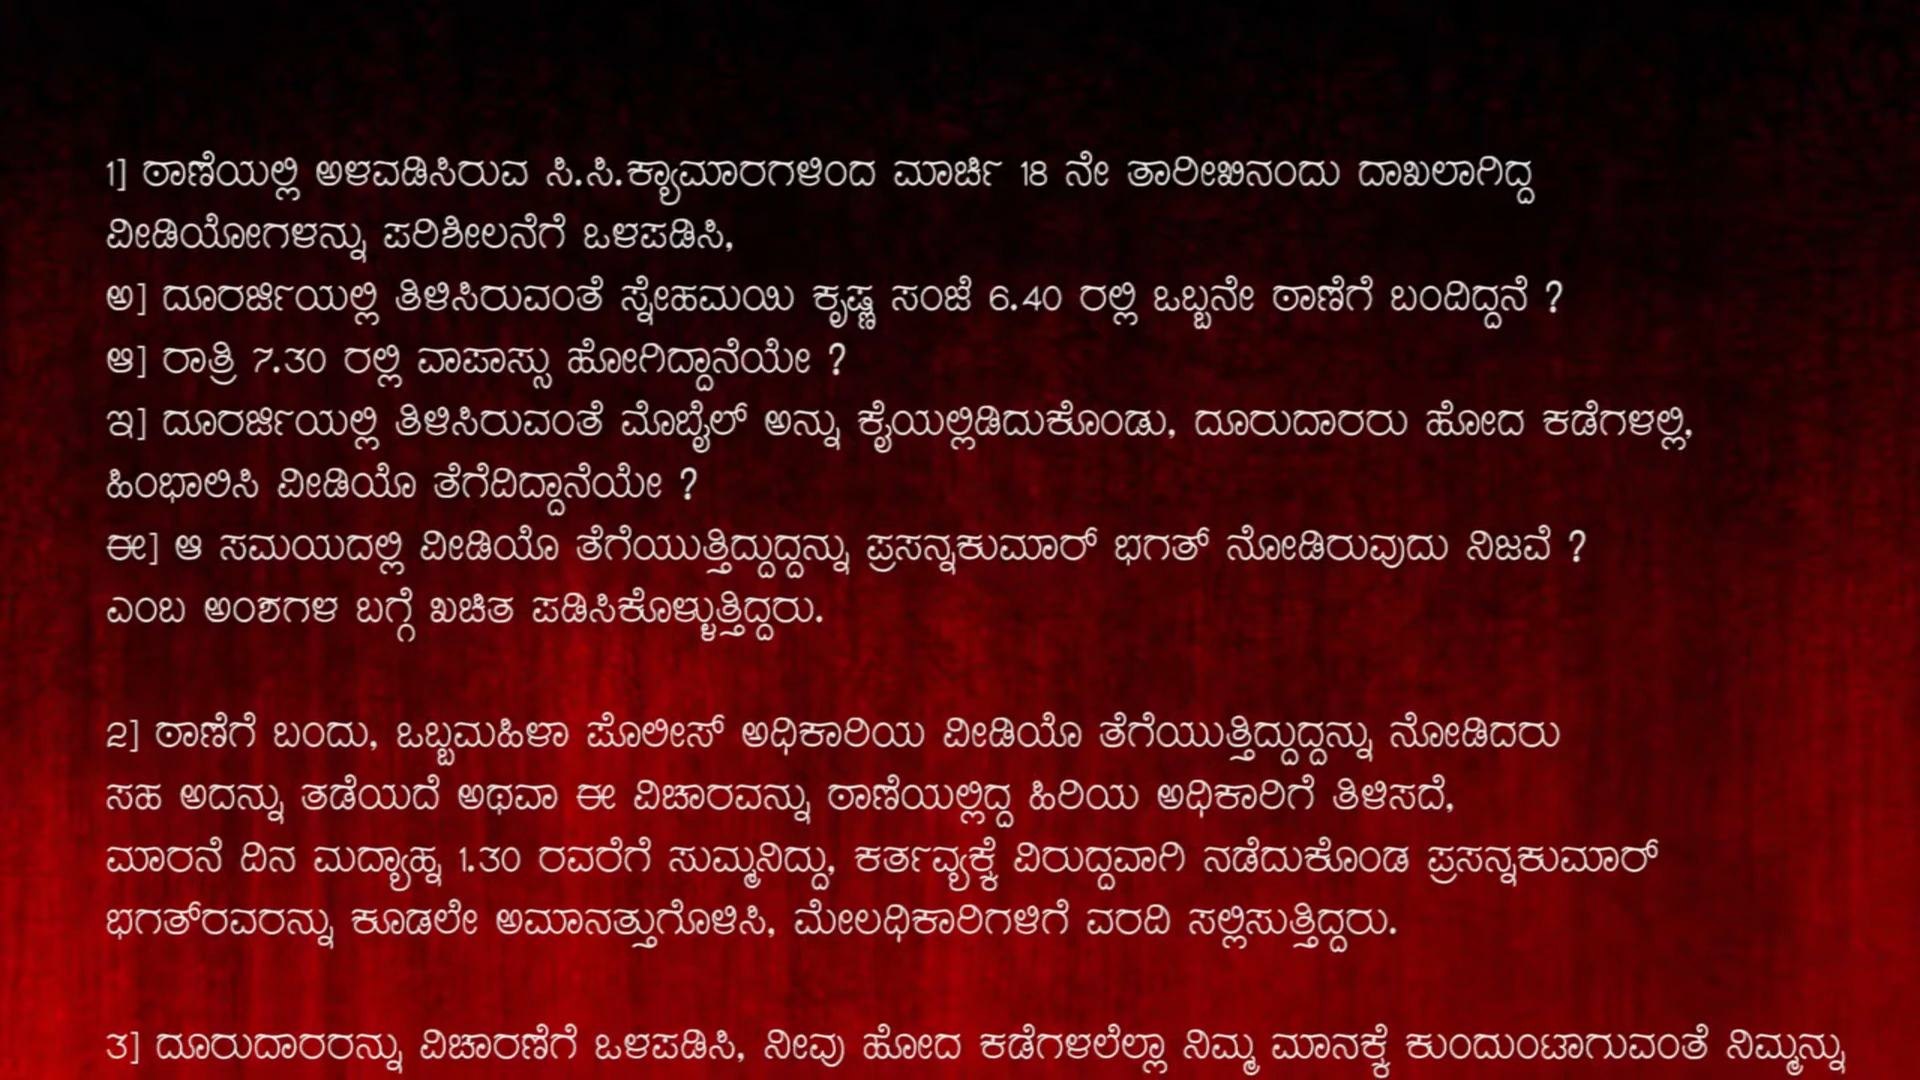 1] ಠಾಣೆಯಲ್ಲಿ ಅಳವಡಿಸಿರುವ ಸಿ.ಸಿ.ಕ್ಯಾಮಾರಗಳಿಂದ ಮಾರ್ಚಿ 18 ನೇ ತಾರೀಖಿನಂದು ದಾಖಲಾಗಿದ್ದ
ವೀಡಿಯೋಗಳನ್ನು ಪರಿಶೀಲನೆಗೆ ಒಳಪಡಿಸಿ,
ಅ] ದೂರರ್ಜಿಯಲ್ಲಿ ತಿಳಿಸಿರುವಂತೆ ಸ್ನೇಹಮಯಿ ಕೃಷ್ಣ ಸಂಜೆ 6.40 ರಲ್ಲಿ ಒಬ್ಬನೇ ಠಾಣೆಗೆ ಬಂದಿದ್ದನೆ ?
ಆ] ರಾತ್ರಿ 7.30 ರಲ್ಲಿ ವಾಪಾಸ್ಸು ಹೋಗಿದ್ದಾನೆಯೇ ?
ಇ] ದೂರರ್ಜಿಯಲ್ಲಿ ತಿಳಿಸಿರುವಂತೆ ಮೊಬೈಲ್ ಅನ್ನು ಕೈಯಲ್ಲಿಡಿದುಕೊಂಡು, ದೂರುದಾರರು ಹೋದ ಕಡೆಗಳಲ್ಲಿ,
ಹಿಂಭಾಲಿಸಿ ವೀಡಿಯೊ ತೆಗೆದಿದ್ದಾನೆಯೇ ?
ಈ] ಆ ಸಮಯದಲ್ಲಿ ವೀಡಿಯೊ ತೆಗೆಯುತ್ತಿದ್ದುದ್ದನ್ನು ಪ್ರಸನ್ನಕುಮಾರ್ ಭಗತ್ ನೋಡಿರುವುದು ನಿಜವೆ ?
ಎಂಬ ಅಂಶಗಳ ಬಗ್ಗೆ ಖಚಿತ ಪಡಿಸಿಕೊಳ್ಳುತ್ತಿದ್ದರು.
2] ಠಾಣೆಗೆ ಬಂದು, ಒಬ್ಬಮಹಿಳಾ ಪೊಲೀಸ್ ಅಧಿಕಾರಿಯ ವೀಡಿಯೊ ತೆಗೆಯುತ್ತಿದ್ದುದ್ದನ್ನು ನೋಡಿದರು
ಸಹ ಅದನ್ನು ತಡೆಯದೆ ಅಥವಾ ಈ ವಿಚಾರವನ್ನು ಠಾಣೆಯಲ್ಲಿದ್ದ ಹಿರಿಯ ಅಧಿಕಾರಿಗೆ ತಿಳಿಸದೆ,
ಮಾರನೆ ದಿನ ಮದ್ಯಾಹ್ನ 1.30 ರವರೆಗೆ ಸುಮ್ಮನಿದ್ದು, ಕರ್ತವ್ಯಕ್ಕೆ ವಿರುದ್ದವಾಗಿ ನಡೆದುಕೊಂಡ ಪ್ರಸನ್ನಕುಮಾರ್
ಭಗತ್‌ರವರನ್ನು ಕೂಡಲೇ ಅಮಾನತ್ತುಗೊಳಿಸಿ, ಮೇಲಧಿಕಾರಿಗಳಿಗೆ ವರದಿ ಸಲ್ಲಿಸುತ್ತಿದ್ದರು.
3] ದೂರುದಾರರನ್ನು ವಿಚಾರಣೆಗೆ ಒಳಪಡಿಸಿ, ನೀವು ಹೋದ ಕಡೆಗಳಲೆಲ್ಲಾ ನಿಮ್ಮ ಮಾನಕ್ಕೆ ಕುಂದುಂಟಾಗುವಂತೆ ನಿಮ್ಮನ್ನು